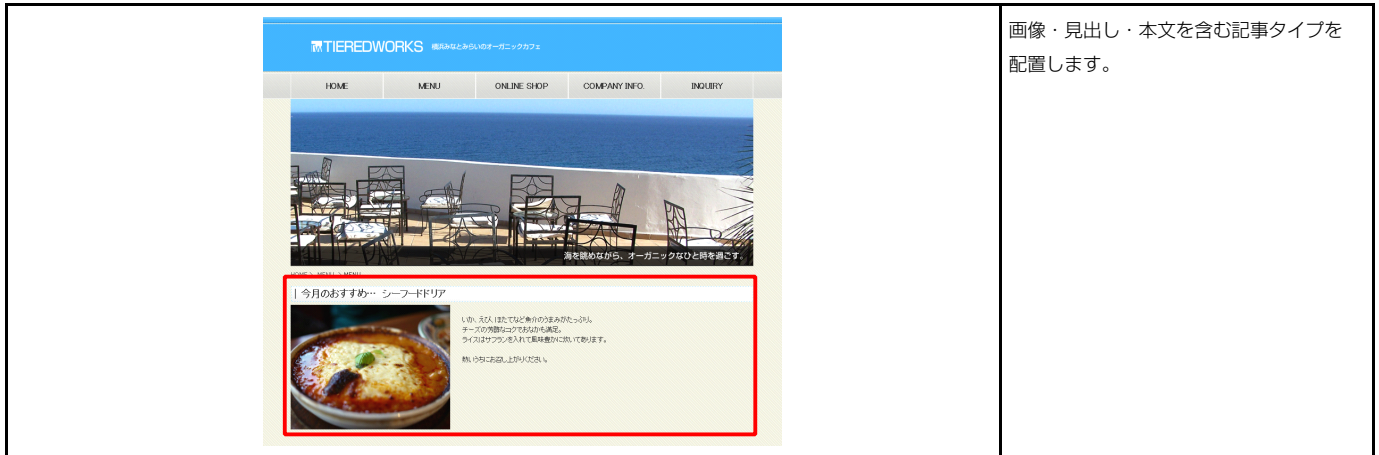 TW TIEREDWORKS 横浜みなとみらいのオーガニックカフェ
HOME MENU ONLINE SHOP COMPANY INFO. INQUIRY
海を眺めながら、オーガニックなひと時を過ごす。
HOME > MENU > MENU
| 今月のおすすめ… シーフードドリア
いか、えび、ほたてなど魚介のうまみがたっぷり。
チーズの芳醇なコクでおなかも満足。
ライスはサフランを入れて風味豊かに炊いてあります。
熱いうちにお召し上がりください。
画像・見出し・本文を含む記事タイプを
配置します。